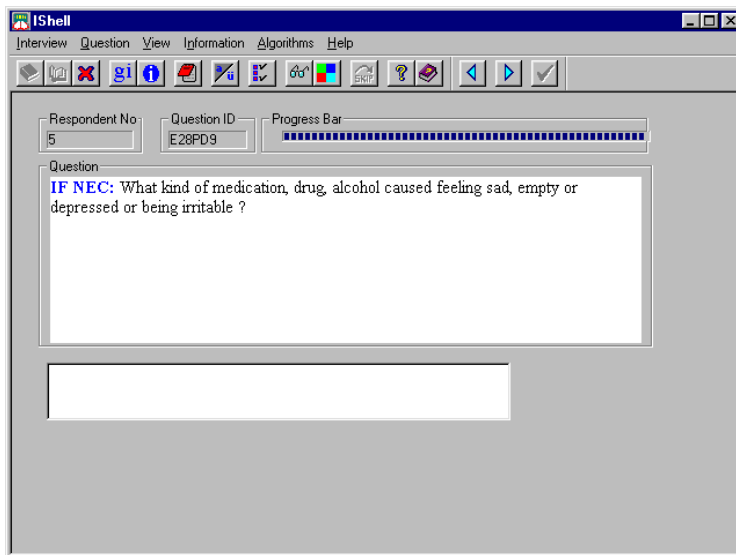 IShell
Interview Question View Information Algorithms Help
gi i a/ü SKIP ?
Respondent No Question ID Progress Bar
5 E28PD9
Question
IF NEC: What kind of medication, drug, alcohol caused feeling sad, empty or
depressed or being irritable ?